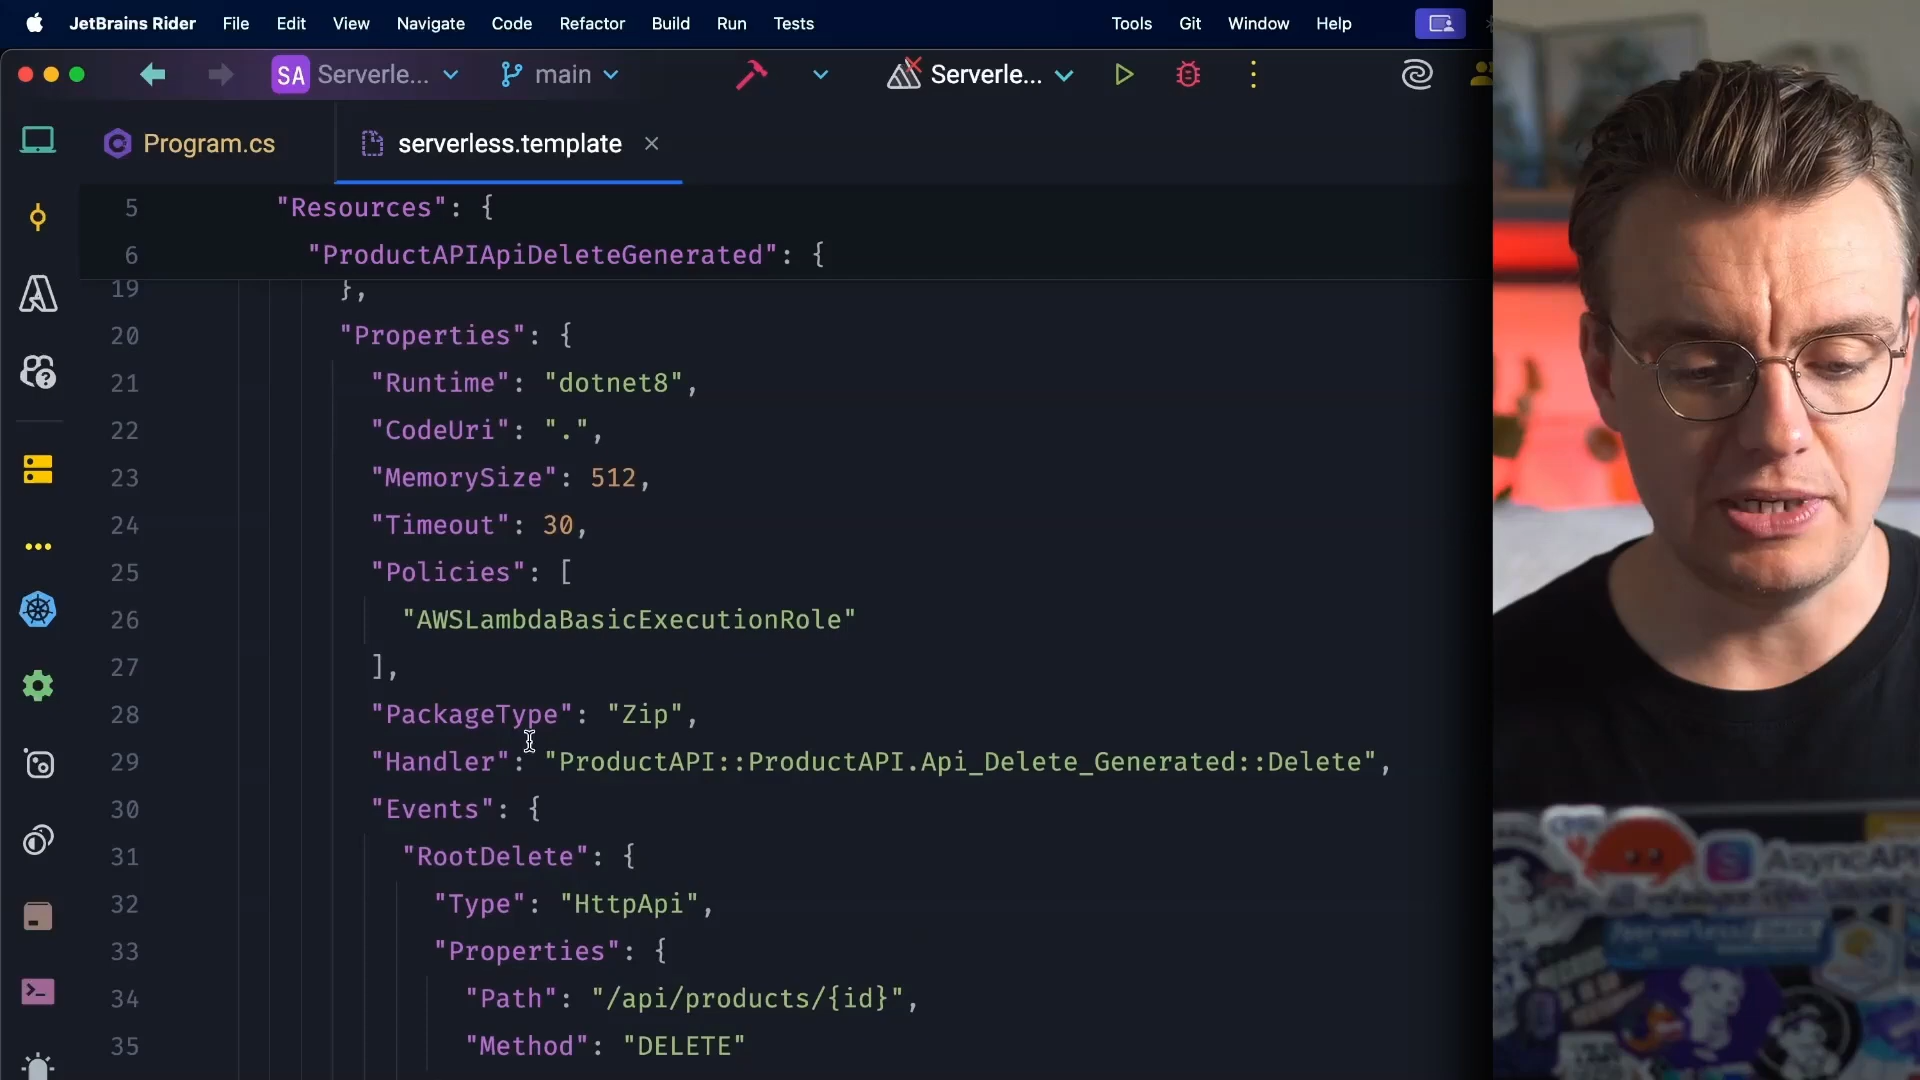 JetBrains Rider File Edit View Navigate Code Refactor Build Run Tests Tools Git Window Help
SA Serverle... main Serverle...
Program.cs serverless.template
5 "Resources": {
6 "ProductAPIApiDeleteGenerated": {
19 },
20 "Properties": {
21 "Runtime": "dotnet8",
22 "CodeUri": ".",
23 "MemorySize": 512,
24 "Timeout": 30,
25 "Policies": [
26 "AWSLambdaBasicExecutionRole"
27 ],
28 "PackageType": "Zip",
29 "Handler": "ProductAPI::ProductAPI.Api_Delete_Generated::Delete",
30 "Events": {
31 "RootDelete": {
32 "Type": "HttpApi",
33 "Properties": {
34 "Path": "/api/products/{id}",
35 "Method": "DELETE"
AsyncAPI